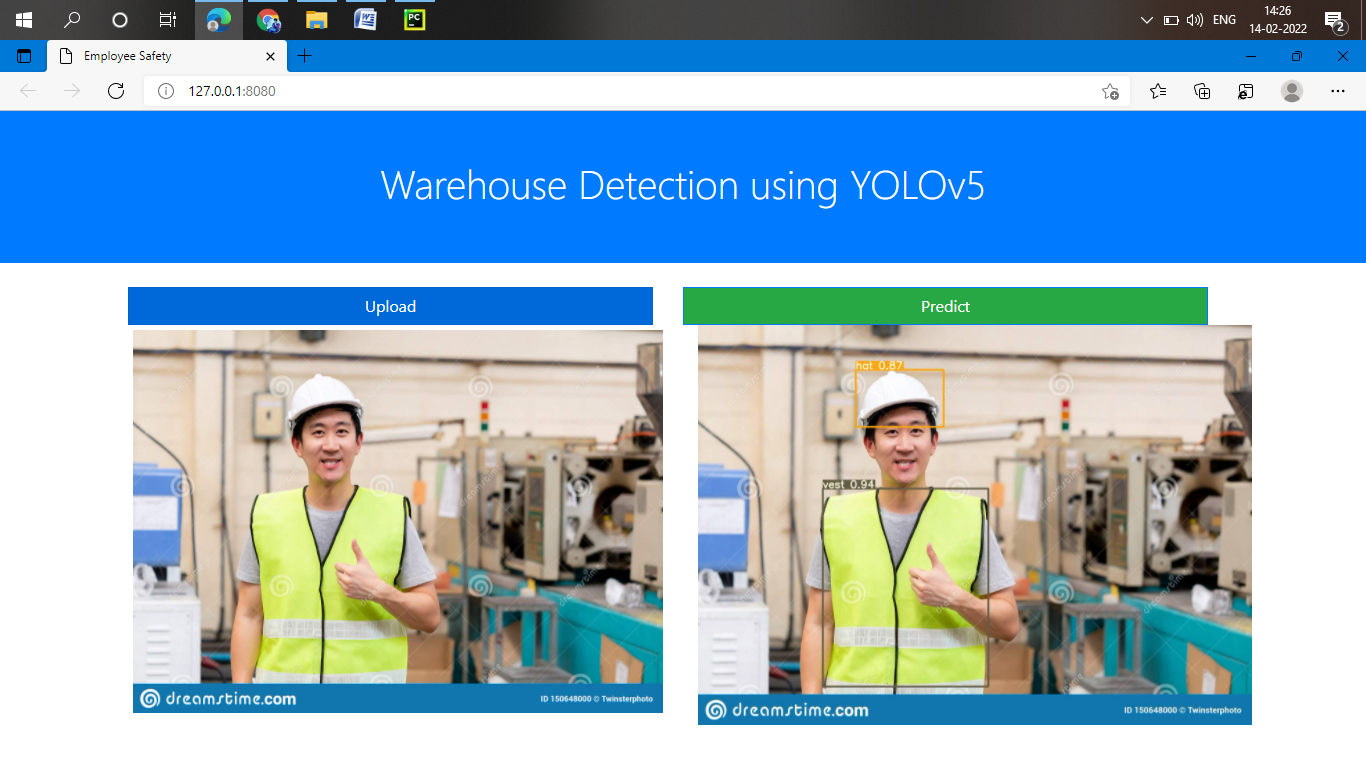 ENG
14:26
14-02-2022
2
Employee Safety
127.0.0.1:8080
Warehouse Detection using YOLOv5
Upload
Predict
hat 0.87
vest 0.94
dreamstime.com
ID 150648000 © Twinsterphoto
dreamstime.com
ID 150648000 © Twinsterphoto